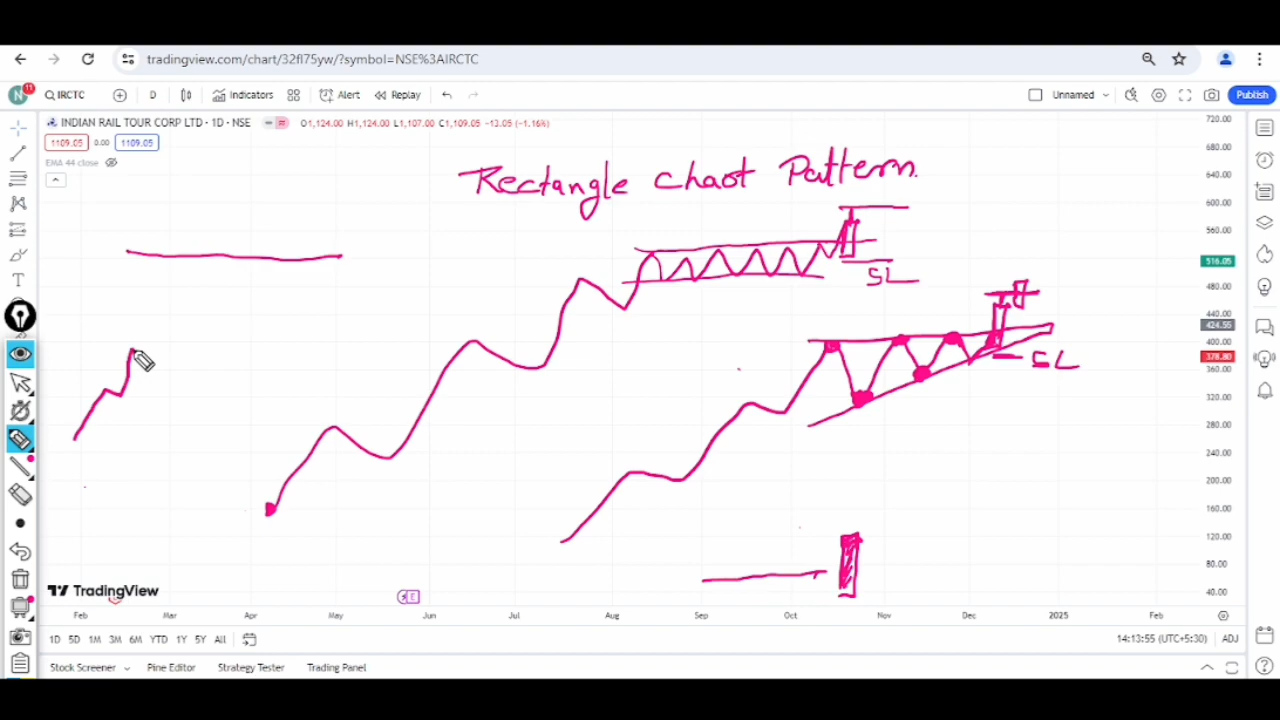 tradingview.com/chart/32fl75yw/?symbol=NSE%3AIRCTC
N 11 IRCTC D Indicators Alert Replay Unnamed Publish
INDIAN RAIL TOUR CORP LTD · 1D · NSE O1,124.00 H1,124.00 L1,107.00 C1,109.05 -13.05 (-1.16%)
1109.05 0.00 1109.05
EMA 44 close
Rectangle Chaot Pattern.
SL
SL
720.00
680.00
640.00
600.00
560.00
516.05
480.00
440.00
424.55
400.00
378.80
360.00
320.00
280.00
240.00
200.00
160.00
120.00
80.00
40.00
TradingView
E
Feb Mar Apr May Jun Jul Aug Sep Oct Nov Dec 2025 Feb
1D 5D 1M 3M 6M YTD 1Y 5Y All 14:13:55 (UTC+5:30) ADJ
Stock Screener Pine Editor Strategy Tester Trading Panel